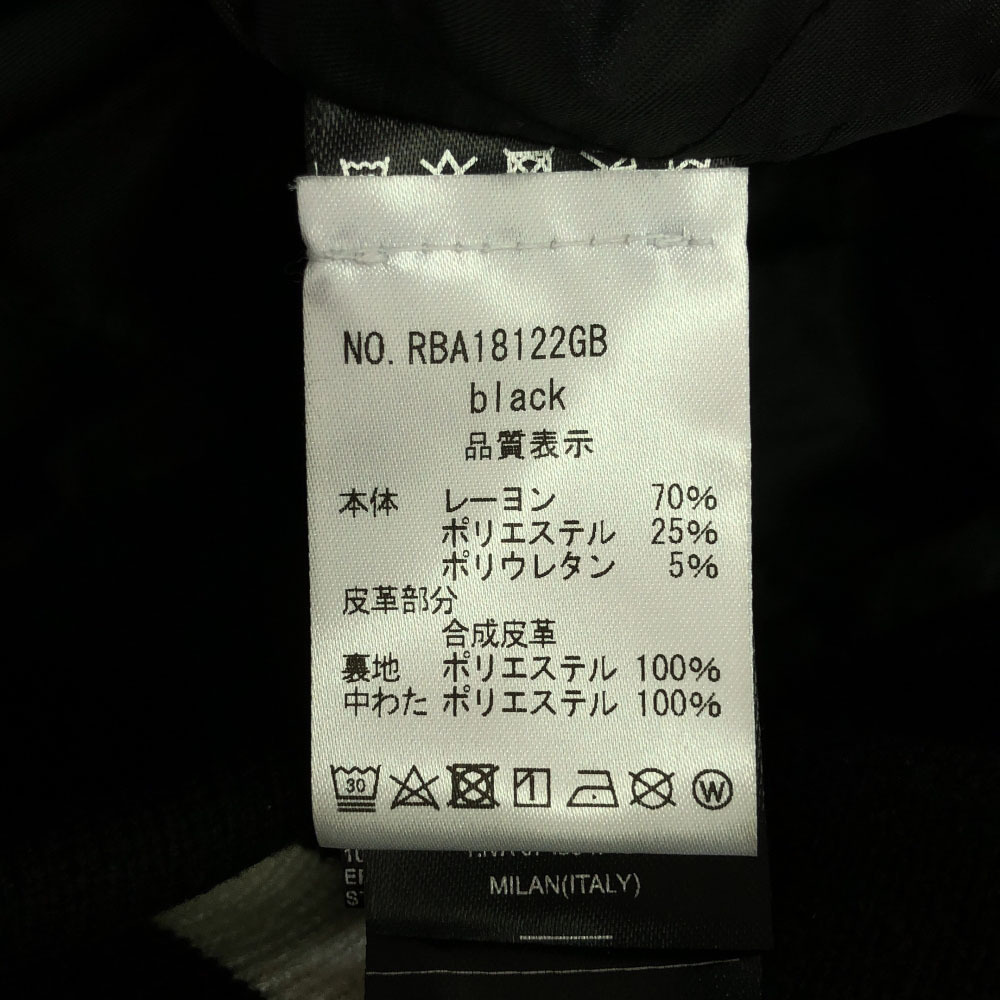 NO. RBA18122GB
black
品質表示
本体 レーヨン 70%
ポリエステル 25%
ポリウレタン 5%
皮革部分
合成皮革
裏地 ポリエステル 100%
中わた ポリエステル 100%
30
W
MILAN(ITALY)